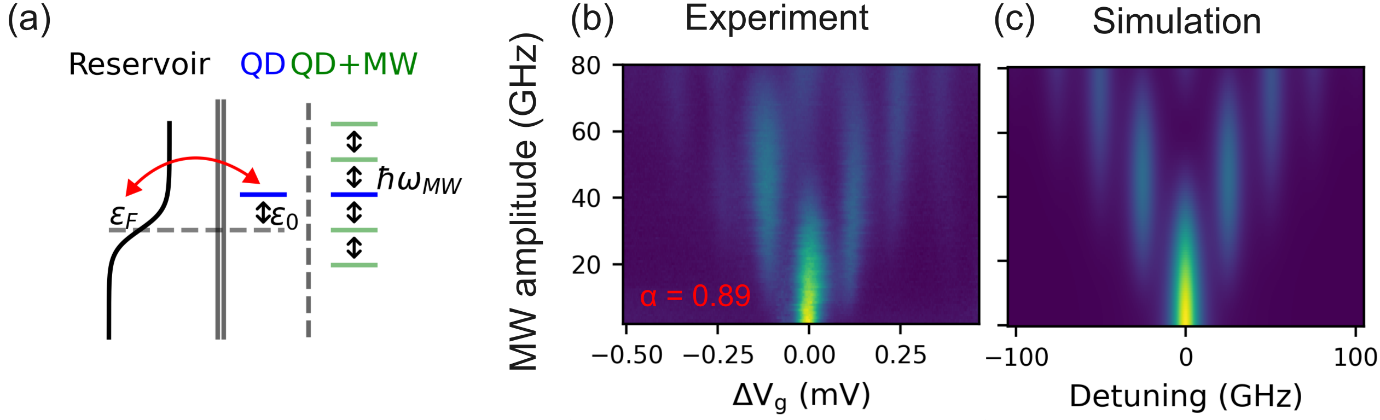 (a)
Reservoir QD QD+MW
ħω_MW
ε_F
ε₀
(b) Experiment
MW amplitude (GHz)
80
60
40
20
α = 0.89
−0.50 −0.25 0.00 0.25
ΔV_g (mV)
(c) Simulation
−100 0 100
Detuning (GHz)